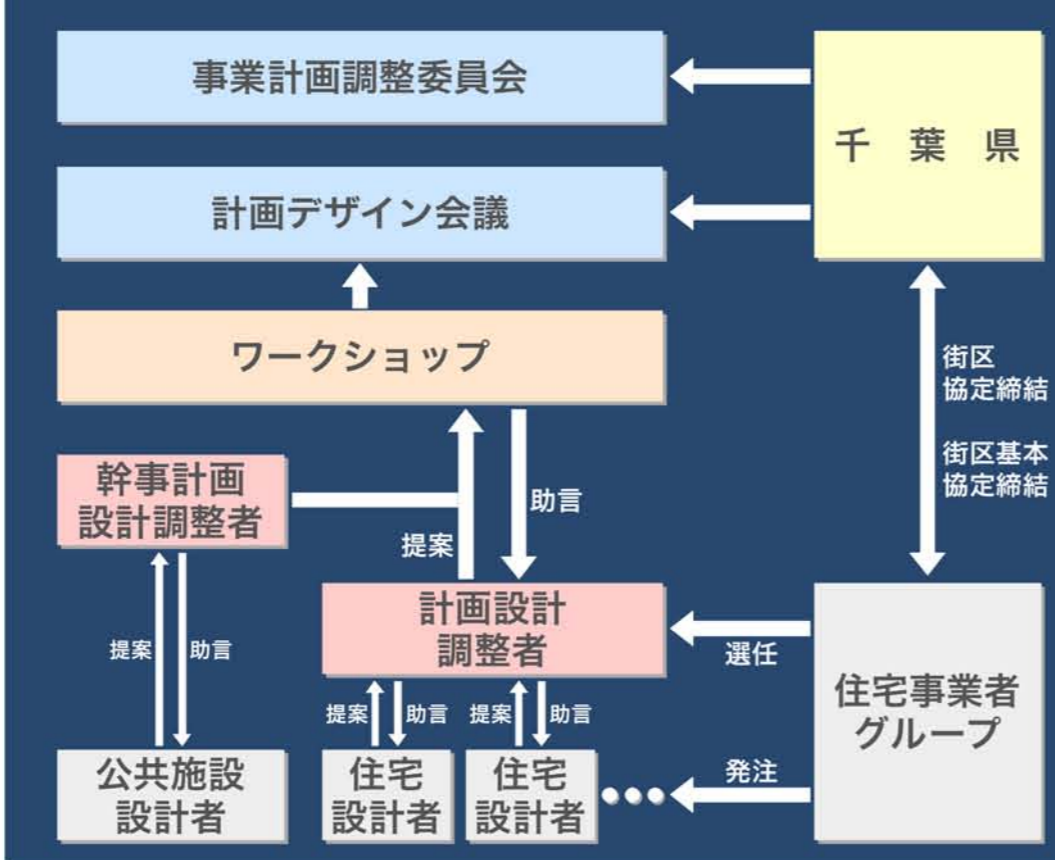 事業計画調整委員会
千葉県
計画デザイン会議
ワークショップ
街区
協定締結
街区基本
協定締結
幹事計画
設計調整者
助言
提案
計画設計
調整者
選任
提案
助言
提案
助言
提案
助言
住宅事業者
グループ
公共施設
設計者
住宅
設計者
住宅
設計者
発注